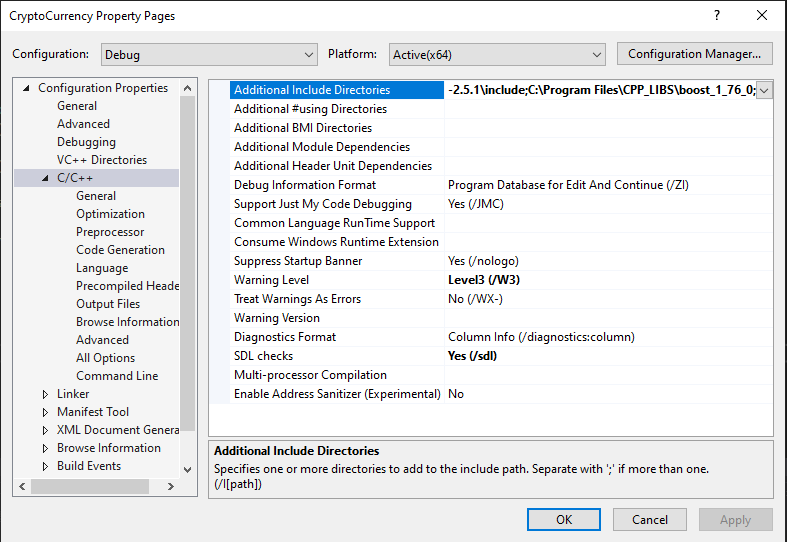 CryptoCurrency Property Pages
? ×
Configuration: Debug Platform: Active(x64) Configuration Manager...
Configuration Properties
General
Advanced
Debugging
VC++ Directories
C/C++
General
Optimization
Preprocessor
Code Generation
Language
Precompiled Heade
Output Files
Browse Information
Advanced
All Options
Command Line
Linker
Manifest Tool
XML Document Genera
Browse Information
Build Events
Additional Include Directories -2.5.1\include;C:\Program Files\CPP_LIBS\boost_1_76_0;
Additional #using Directories
Additional BMI Directories
Additional Module Dependencies
Additional Header Unit Dependencies
Debug Information Format Program Database for Edit And Continue (/ZI)
Support Just My Code Debugging Yes (/JMC)
Common Language RunTime Support
Consume Windows Runtime Extension
Suppress Startup Banner Yes (/nologo)
Warning Level Level3 (/W3)
Treat Warnings As Errors No (/WX-)
Warning Version
Diagnostics Format Column Info (/diagnostics:column)
SDL checks Yes (/sdl)
Multi-processor Compilation
Enable Address Sanitizer (Experimental) No
Additional Include Directories
Specifies one or more directories to add to the include path. Separate with ';' if more than one.
(/I[path])
OK Cancel Apply